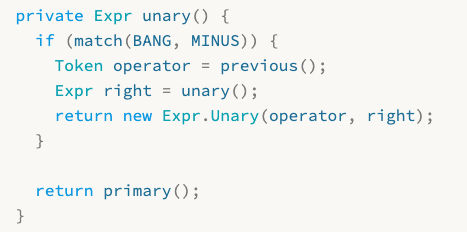 private Expr unary() {
  if (match(BANG, MINUS)) {
    Token operator = previous();
    Expr right = unary();
    return new Expr.Unary(operator, right);
  }

  return primary();
}